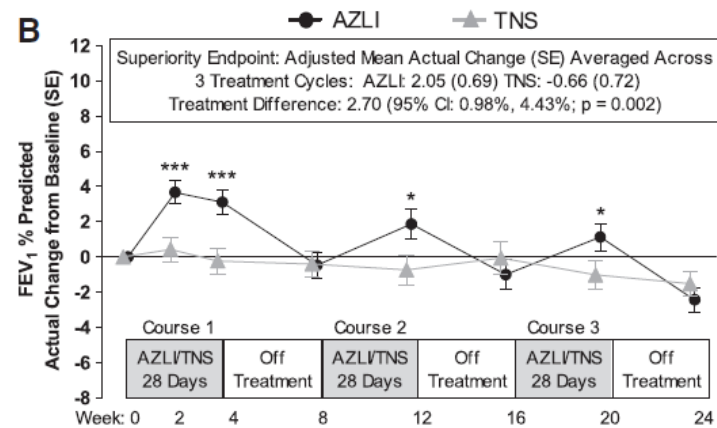 B
AZLI TNS
Superiority Endpoint: Adjusted Mean Actual Change (SE) Averaged Across
3 Treatment Cycles: AZLI: 2.05 (0.69) TNS: -0.66 (0.72)
Treatment Difference: 2.70 (95% CI: 0.98%, 4.43%; p = 0.002)
FEV1 % Predicted
Actual Change from Baseline (SE)
12
10
8
6
4
2
0
-2
-4
-6
-8
*** *** * *
Course 1 Course 2 Course 3
AZLI/TNS Off AZLI/TNS Off AZLI/TNS Off
28 Days Treatment 28 Days Treatment 28 Days Treatment
Week: 0 2 4 8 12 16 20 24